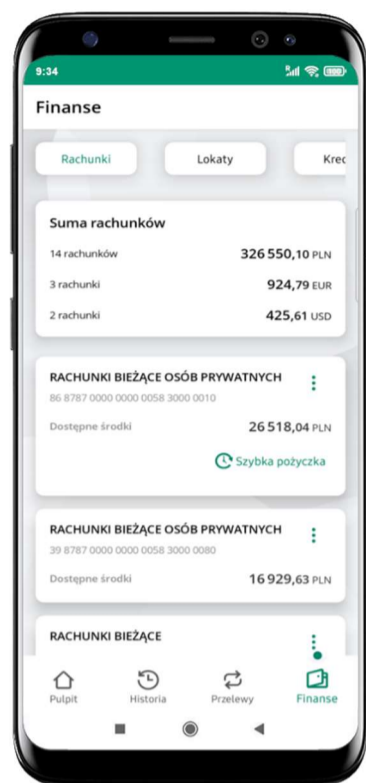 9:34
Finanse
Rachunki Lokaty Krec
Suma rachunków
14 rachunków 326 550,10 PLN
3 rachunki 924,79 EUR
2 rachunki 425,61 USD
RACHUNKI BIEŻĄCE OSÓB PRYWATNYCH
86 8787 0000 0000 0058 3000 0010
Dostępne środki 26 518,04 PLN
Szybka pożyczka
RACHUNKI BIEŻĄCE OSÓB PRYWATNYCH
39 8787 0000 0000 0058 3000 0080
Dostępne środki 16 929,63 PLN
RACHUNKI BIEŻĄCE
Pulpit Historia Przelewy Finanse